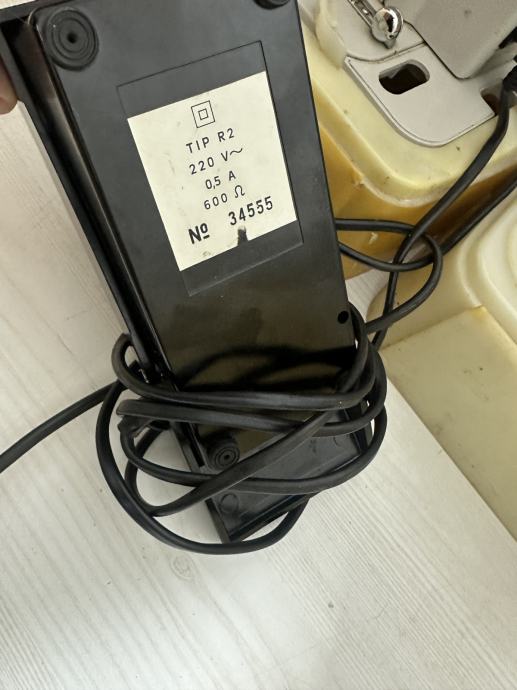 TIP R2
220 V~
0,5 A
600 Ω
Nº 34555